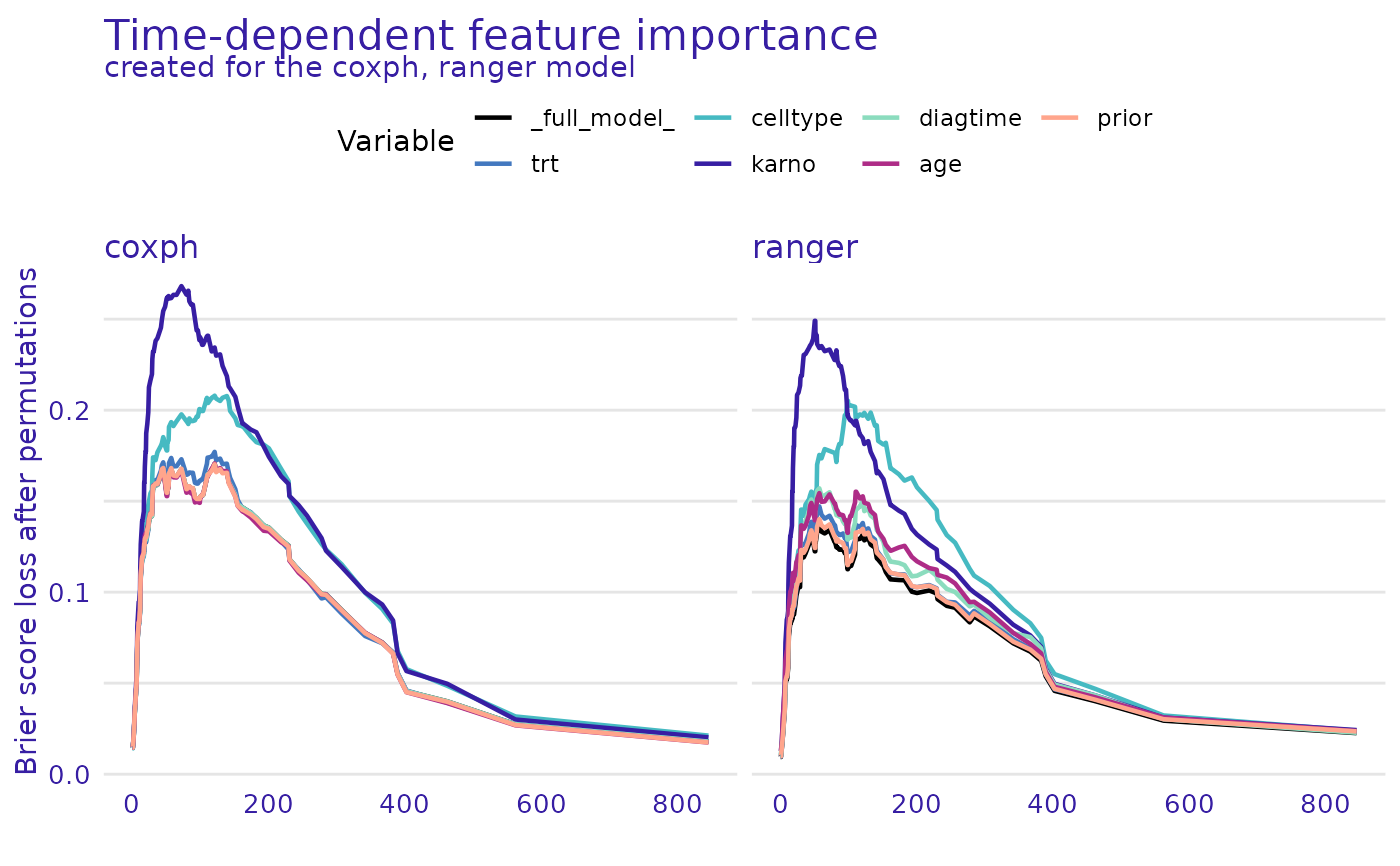 Time-dependent feature importance
created for the coxph, ranger model
Variable
_full_model_ celltype diagtime prior
trt karno age
coxph ranger
Brier score loss after permutations
0.2
0.1
0.0
0 200 400 600 800 0 200 400 600 800